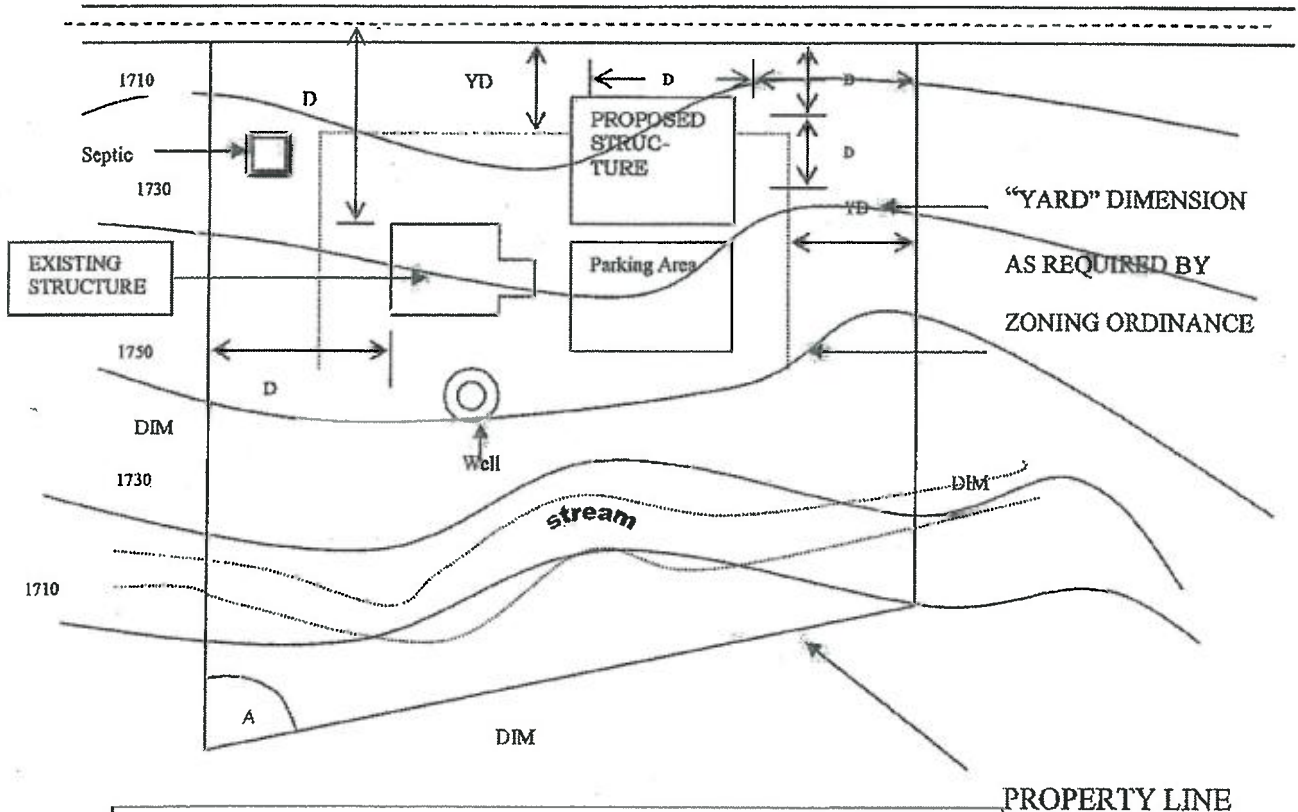 1710
D
YD
D
D
PROPOSED
STRUC-
TURE
Septic
D
1730
"YARD" DIMENSION
YD
EXISTING
STRUCTURE
Parking Area
AS REQUIRED BY
ZONING ORDINANCE
1750
D
DIM
Well
1730
DIM
stream
1710
A
DIM
PROPERTY LINE